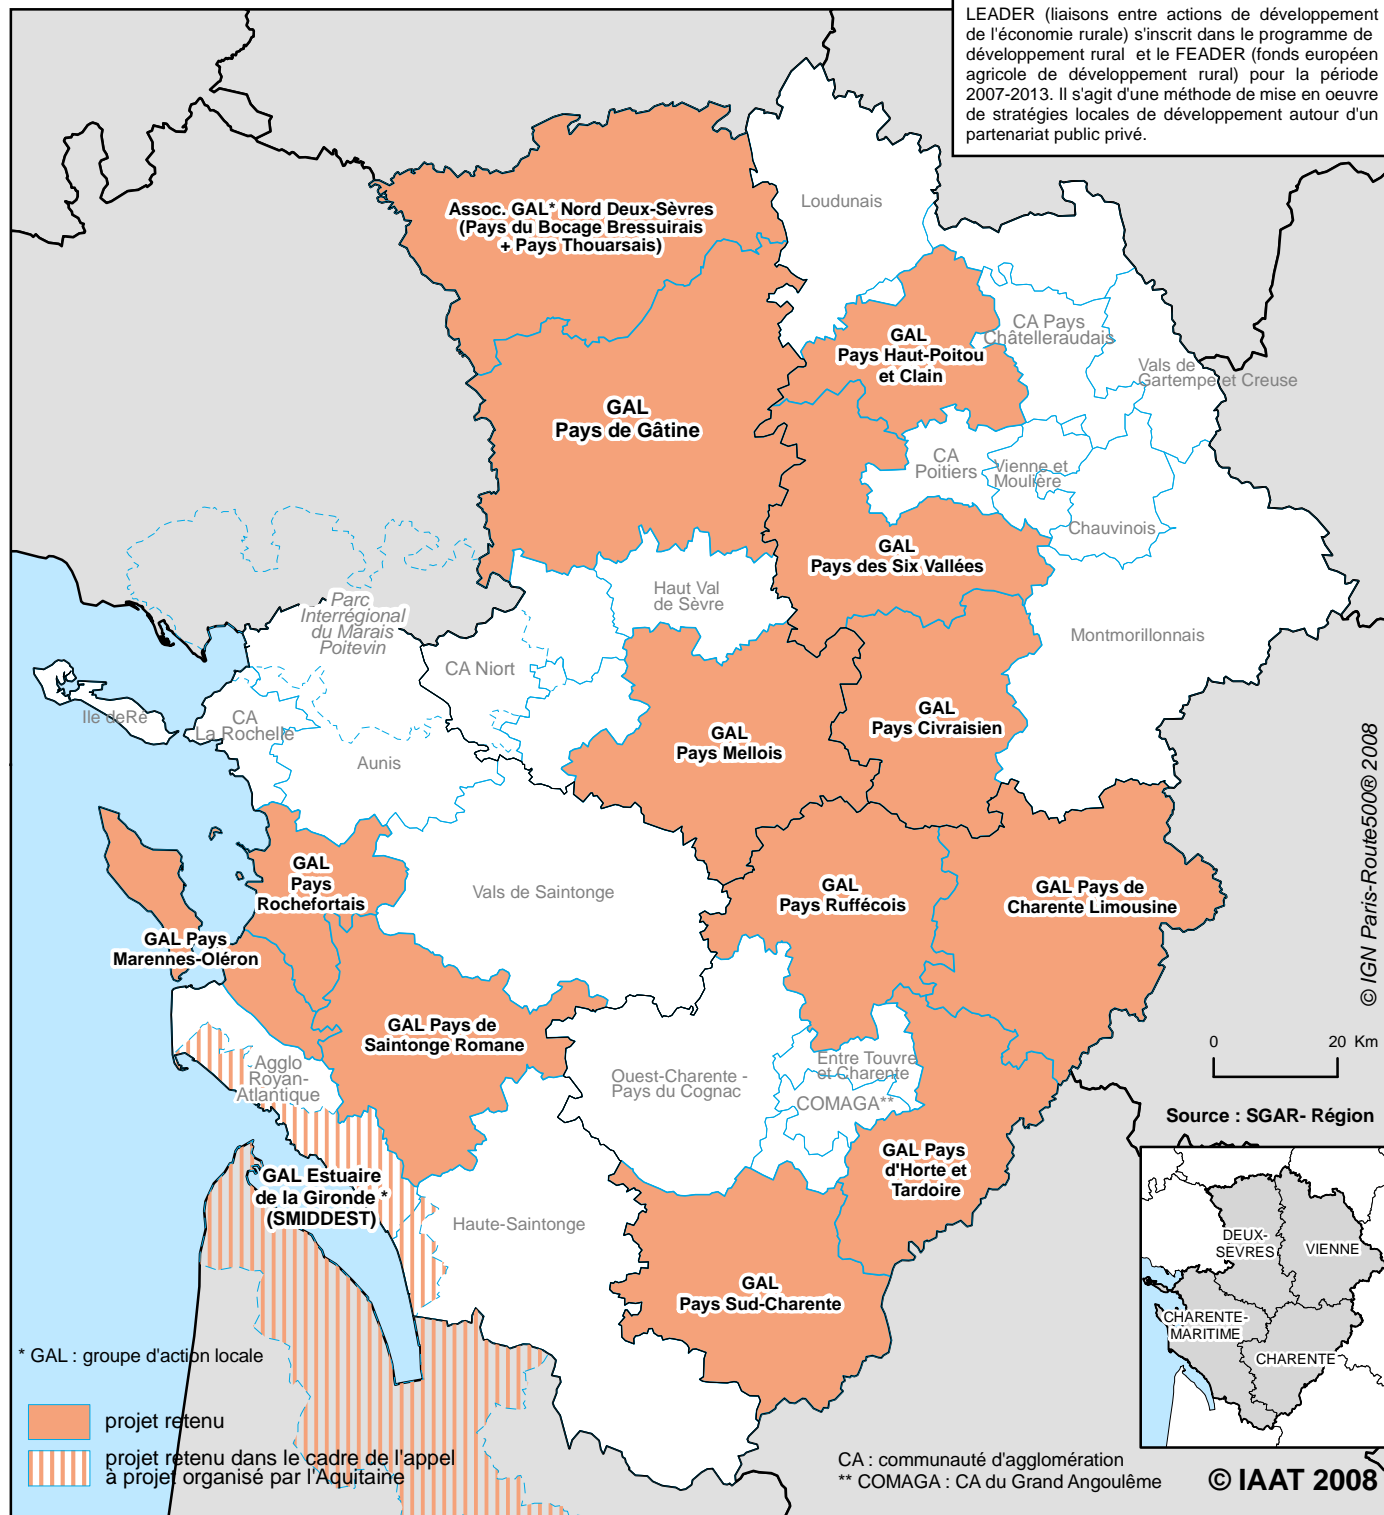 LEADER (liaisons entre actions de développement
de l'économie rurale) s'inscrit dans le programme de
développement rural et le FEADER (fonds européen
agricole de développement rural) pour la période
2007-2013. Il s'agit d'une méthode de mise en oeuvre
de stratégies locales de développement autour d'un
partenariat public privé.
Loudunais
Assoc. GAL* Nord Deux-Sèvres
(Pays du Bocage Bressuirais
+ Pays Thouarsais)
GAL
Pays Haut-Poitou
et Clain
CA Pays
Châtelleraudais
Vals de
Gartempe et Creuse
GAL
Pays de Gâtine
CA
Poitiers
Vienne et
Moulière
Chauvinois
GAL
Pays des Six Vallées
Haut Val
de Sèvre
Parc
Interrégional
du Marais
Poitevin
Montmorillonnais
CA Niort
Ile deRé
CA
La Rochelle
Aunis
GAL
Pays Mellois
GAL
Pays Civraisien
GAL
Pays
Rochefortais
Vals de Saintonge
GAL
Pays Ruffécois
GAL Pays de
Charente Limousine
GAL Pays
Marennes-Oléron
GAL Pays de
Saintonge Romane
Agglo
Royan-
Atlantique
Ouest-Charente -
Pays du Cognac
Entre Touvre
et Charente
COMAGA**
GAL Pays
d'Horte et
Tardoire
GAL Estuaire
de la Gironde *
(SMIDDEST)
Haute-Saintonge
GAL
Pays Sud-Charente
© IGN Paris-Route500® 2008
0 20 Km
Source : SGAR- Région
DEUX-
SÈVRES
VIENNE
CHARENTE-
MARITIME
CHARENTE
* GAL : groupe d'action locale
projet retenu
projet retenu dans le cadre de l'appel
à projet organisé par l'Aquitaine
CA : communauté d'agglomération
** COMAGA : CA du Grand Angoulême
© IAAT 2008